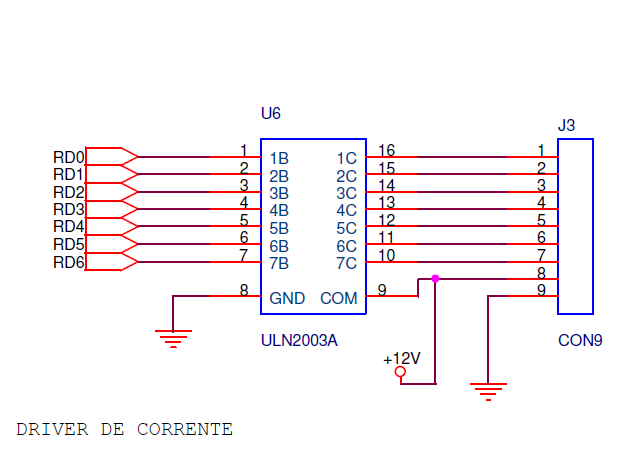 U6
J3
RD0 1 1B 1C 16 1
RD1 2 2B 2C 15 2
RD2 3 3B 3C 14 3
RD3 4 4B 4C 13 4
RD4 5 5B 5C 12 5
RD5 6 6B 6C 11 6
RD6 7 7B 7C 10 7
8
8 GND COM 9 9
ULN2003A CON9
+12V
DRIVER DE CORRENTE